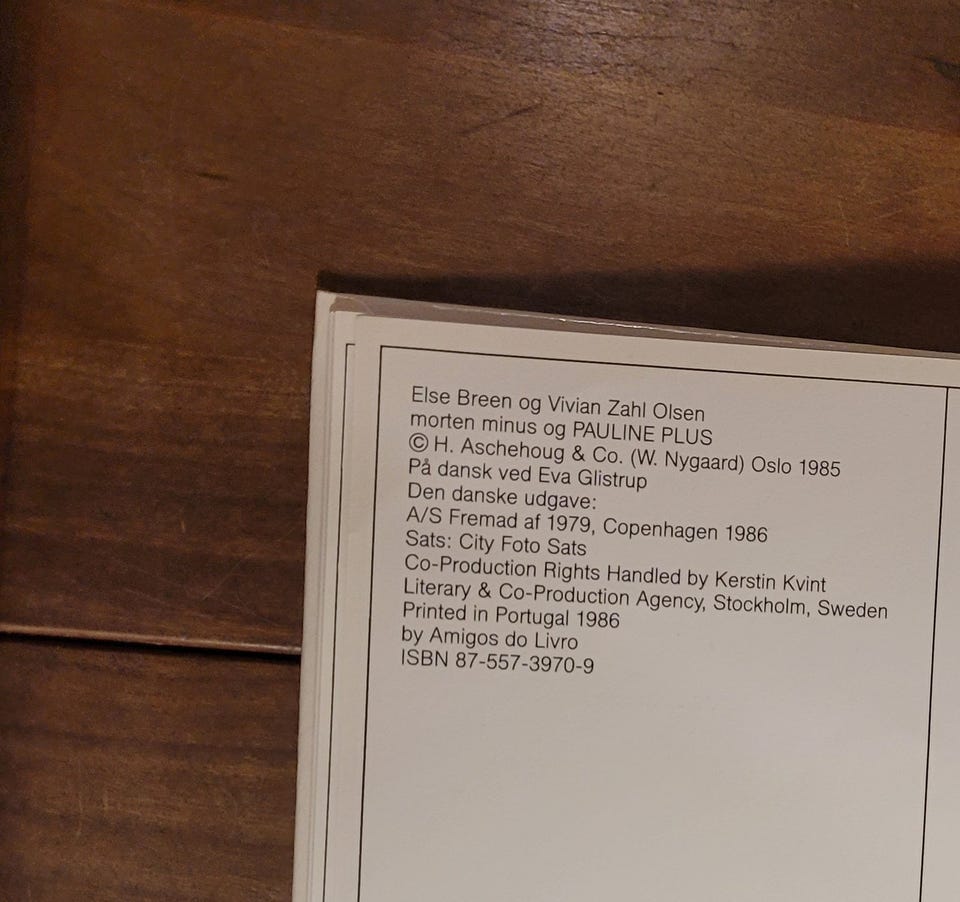 Else Breen og Vivian Zahl Olsen
morten minus og PAULINE PLUS
© H. Aschehoug & Co. (W. Nygaard) Oslo 1985
På dansk ved Eva Glistrup
Den danske udgave:
A/S Fremad af 1979, Copenhagen 1986
Sats: City Foto Sats
Co-Production Rights Handled by Kerstin Kvint
Literary & Co-Production Agency, Stockholm, Sweden
Printed in Portugal 1986
by Amigos do Livro
ISBN 87-557-3970-9